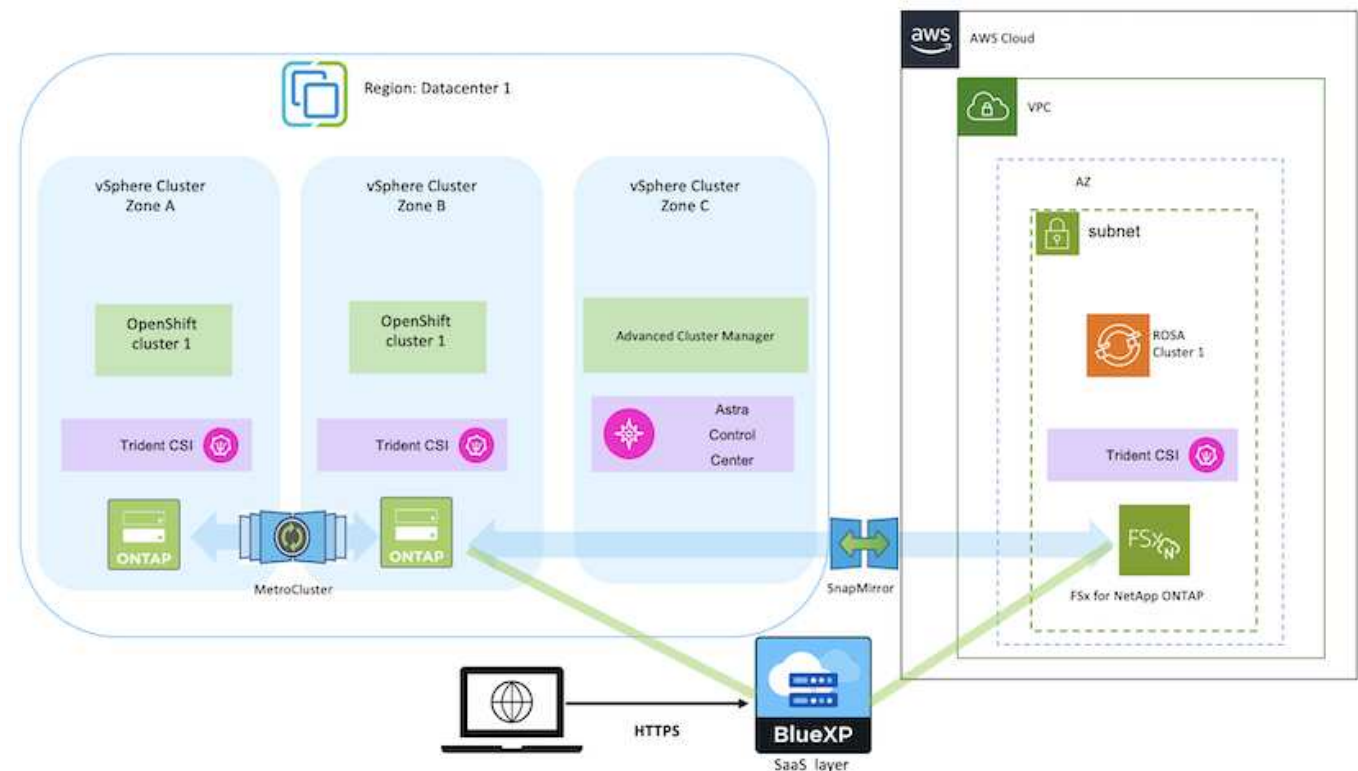 aws
AWS Cloud
Region: Datacenter 1
VPC
AZ
vSphere Cluster
Zone A
vSphere Cluster
Zone B
vSphere Cluster
Zone C
subnet
OpenShift
cluster 1
OpenShift
cluster 1
Advanced Cluster Manager
ROSA
Cluster 1
Trident CSI
Trident CSI
Astra
Control
Center
Trident CSI
ONTAP
MetroCluster
ONTAP
SnapMirror
FSx
N
FSx for NetApp ONTAP
HTTPS
BlueXP
SaaS layer